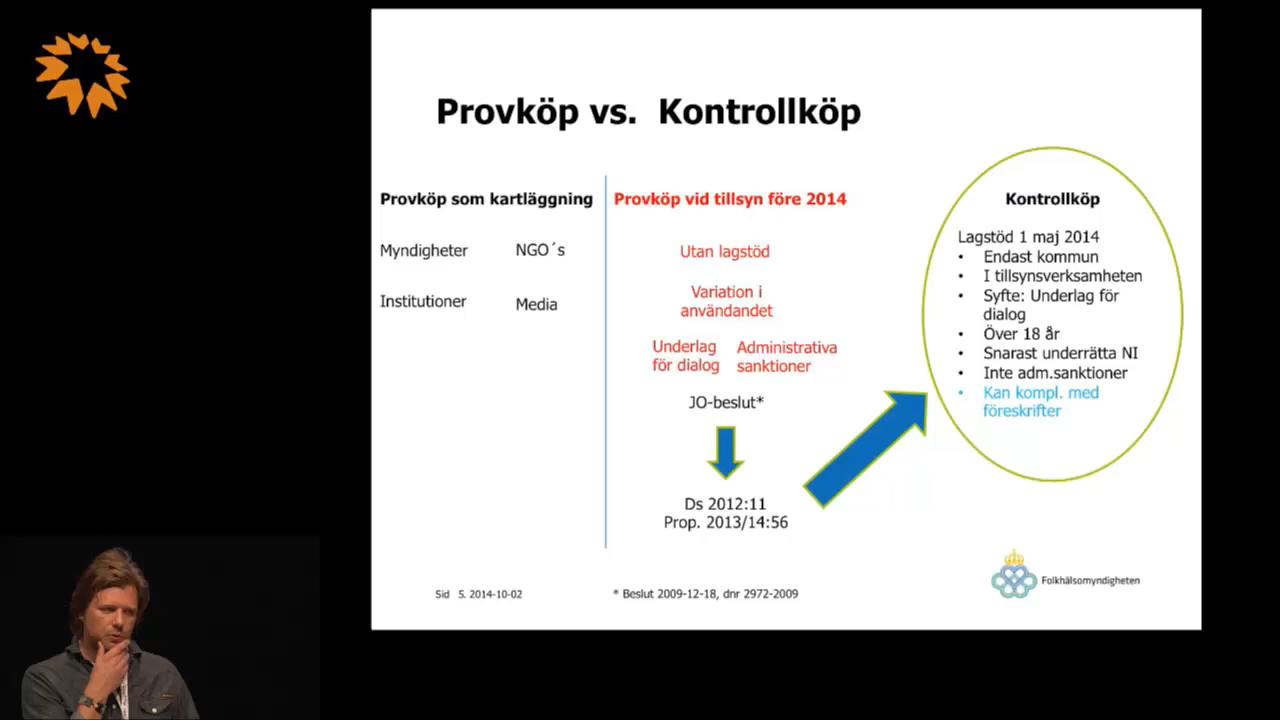 Provköp vs. Kontrollköp
Provköp som kartläggning
Myndigheter
NGO´s
Institutioner
Media
Provköp vid tillsyn före 2014
Utan lagstöd
Variation i
användandet
Underlag
för dialog
Administrativa
sanktioner
JO-beslut*
Ds 2012:11
Prop. 2013/14:56
Kontrollköp
Lagstöd 1 maj 2014
• Endast kommun
• I tillsynsverksamheten
• Syfte: Underlag för
dialog
• Över 18 år
• Snarast underrätta NI
• Inte adm.sanktioner
• Kan kompl. med
föreskrifter
Sid 5. 2014-10-02
* Beslut 2009-12-18, dnr 2972-2009
Folkhälsomyndigheten